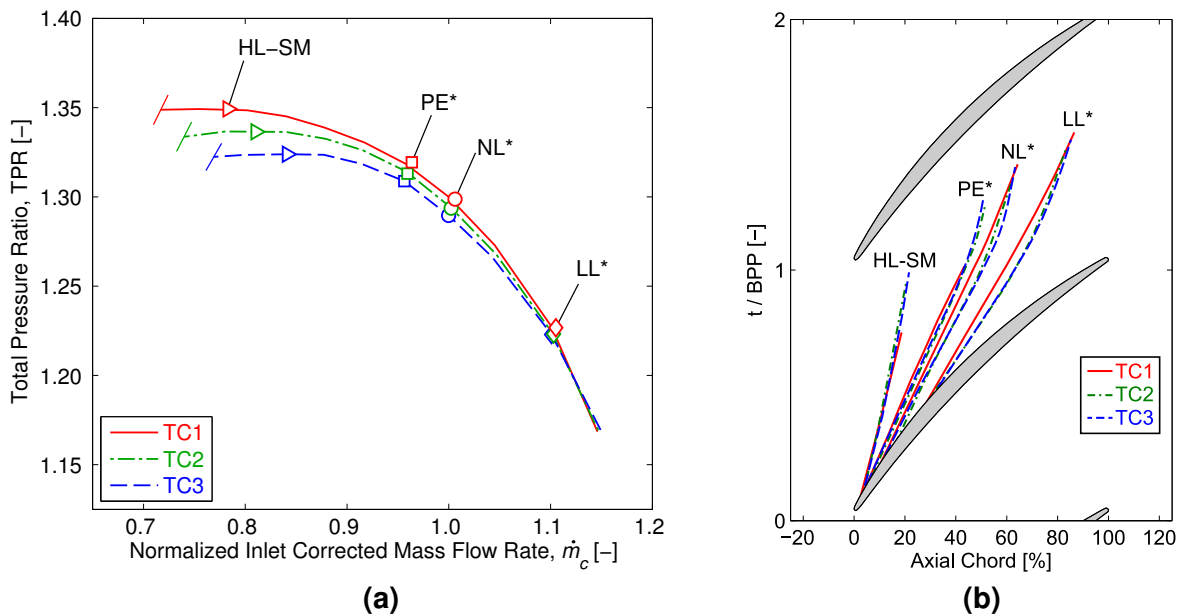 1.40
1.35
1.30
1.25
1.20
1.15
Total Pressure Ratio, TPR [–]
HL–SM
PE*
NL*
LL*
TC1
TC2
TC3
0.7 0.8 0.9 1.0 1.1 1.2
Normalized Inlet Corrected Mass Flow Rate, ṁc [–]
(a)
2
1
0
t / BPP [–]
LL*
NL*
PE*
HL-SM
TC1
TC2
TC3
−20 0 20 40 60 80 100 120
Axial Chord [%]
(b)